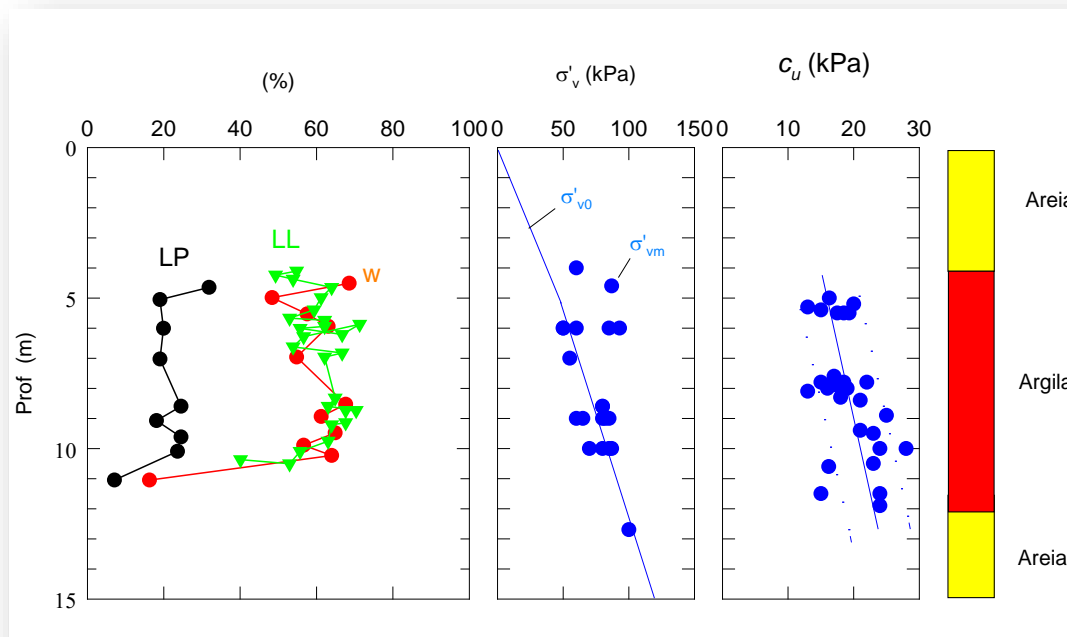 (%)
σ'v (kPa)
cu (kPa)
0 20 40 60 80 100
0 50 100 150
0 10 20 30
0
5
10
15
Prof (m)
LP
LL
w
σ'v0
σ'vm
Areia
Argila
Areia